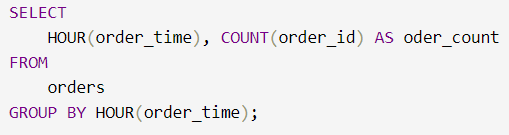 SELECT
    HOUR(order_time), COUNT(order_id) AS oder_count
FROM
    orders
GROUP BY HOUR(order_time);